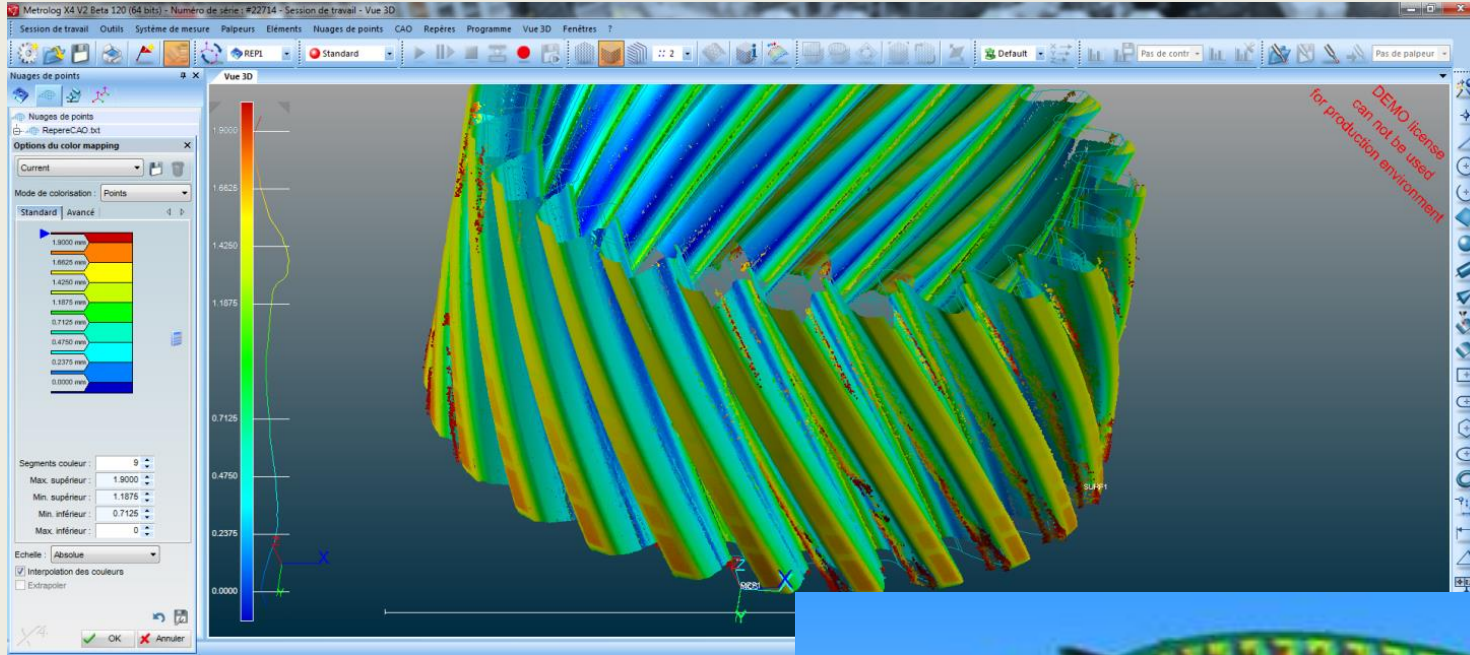 Metrolog X4 V2 Beta 120 (64 bits) - Numéro de série : #22714 - Session de travail - Vue 3D
Session de travail Outils Système de mesure Palpeurs Eléments Nuages de points CAO Repères Programme Vue 3D Fenêtres ?
REP1 Standard 2 Default Pas de contr Pas de palpeur
Nuages de points
Vue 3D
Nuages de points
RepereCAO.txt
Options du color mapping
Current
Mode de colorisation : Points
Standard Avancé
1.9000 mm
1.6625 mm
1.4250 mm
1.1875 mm
0.7125 mm
0.4750 mm
0.2375 mm
0.0000 mm
Segments couleur : 9
Max. supérieur : 1.9000
Min. supérieur : 1.1875
Min. inférieur : 0.7125
Max. inférieur : 0
Echelle : Absolue
Interpolation des couleurs
Extrapoler
X4
OK Annuler
1.9000
1.6625
1.4250
1.1875
0.7125
0.4750
0.2375
0.0000
DEMO license
can not be used
for production environment
SURF1
Z
X
Y
REP1
Z
X
Y